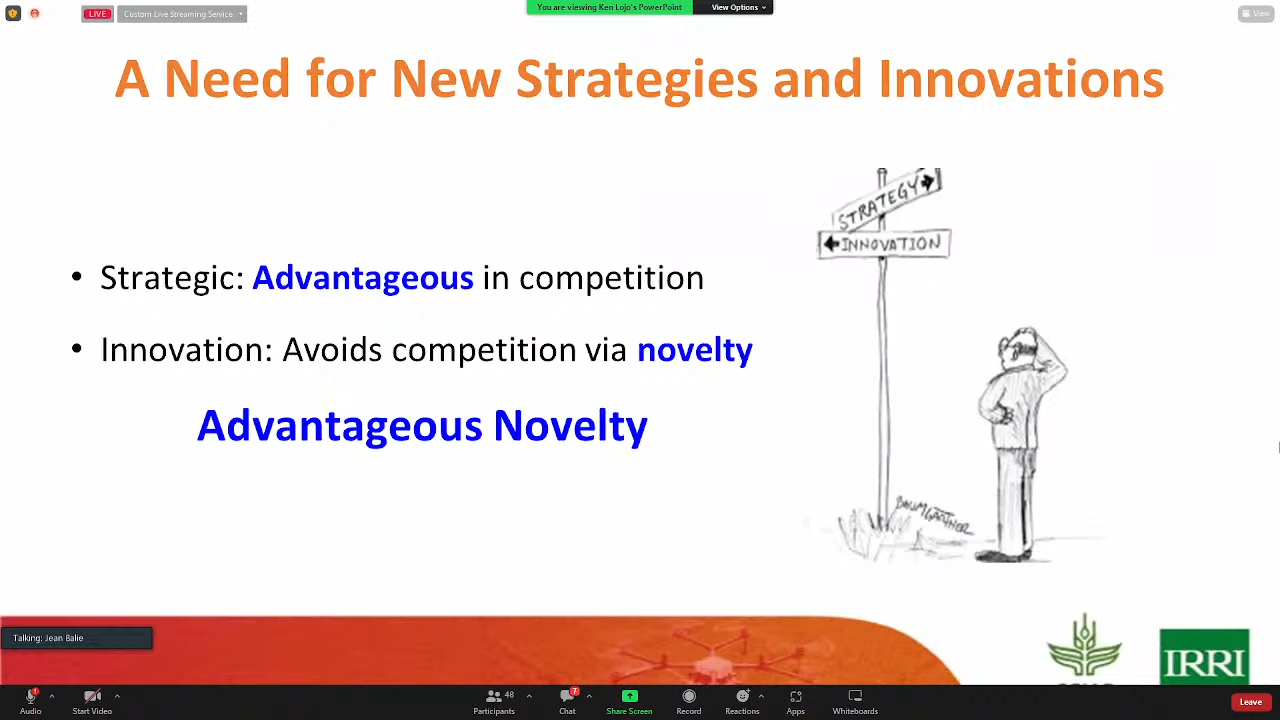 LIVE
Custom Live Streaming Service
You are viewing Ken Lojo's PowerPoint
View Options
View
A Need for New Strategies and Innovations
STRATEGY
INNOVATION
• Strategic: Advantageous in competition
• Innovation: Avoids competition via novelty
Advantageous Novelty
BAUMGARTNER
Talking: Jean Balie
IRRI
Audio
Start Video
48
Participants
7
Chat
Share Screen
Record
Reactions
Apps
Whiteboards
Leave